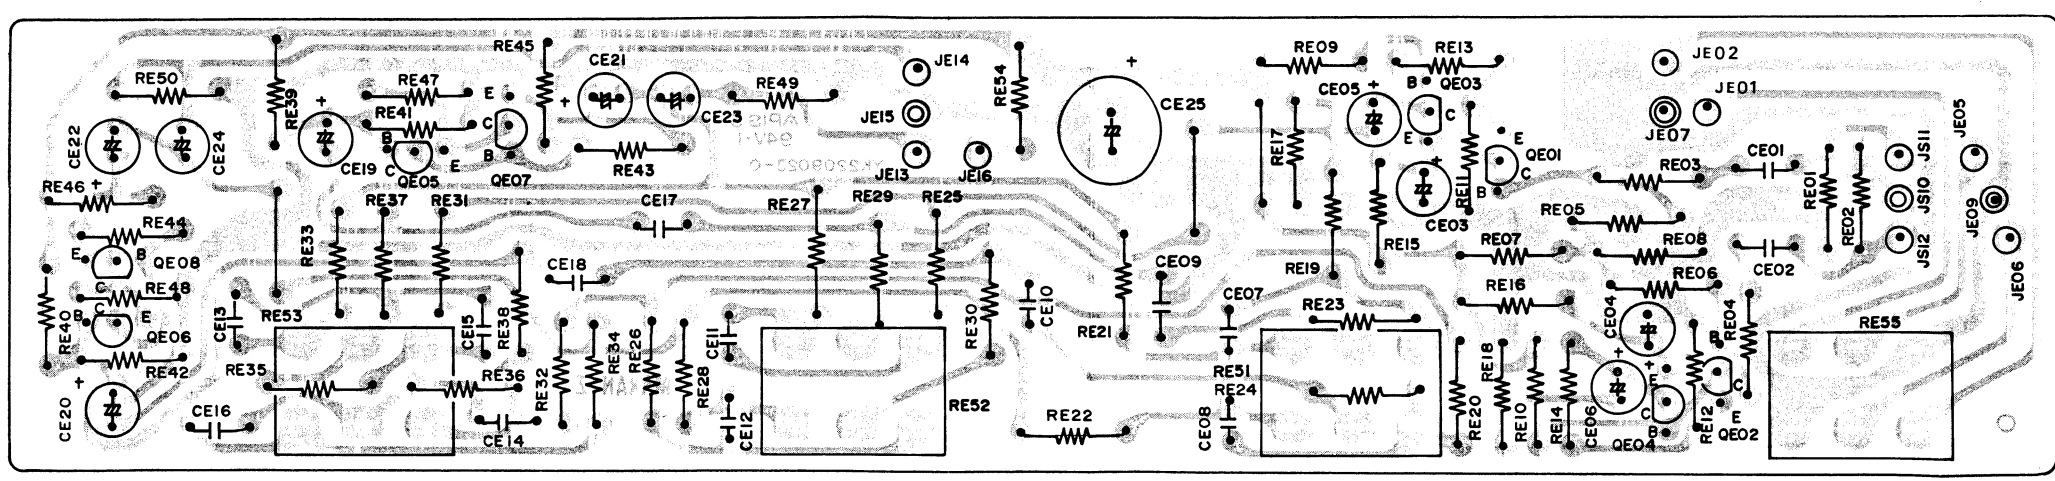 RE45
CE21
JE14
RE09
RE13
JE02
RE50
RE47
RE49
RE54
+
B
QE03
JE01
RE39
+
E
+
CE05
+
C
JE05
RE41
CE23
JE15
CE25
E
JE07
CE22
CE24
B
C
APIS
94V-1
RE17
E
JS11
CE19
C
E
B
RE43
YK22S09023-0
+
RE11
QE01
C
B
RE03
CE01
RE46
+
QE05
QE07
JE13
JE16
CE03
RE01
RE02
JS10
RE44
RE37
RE31
CE17
RE27
RE29
RE25
RE05
JE09
E
B
QE08
RE33
RE15
RE07
RE08
CE02
JS12
C
RE48
CE18
CE09
RE19
RE16
RE06
JE06
RE40
B
C
E
QE06
CE13
RE53
CE15
RE38
CE11
RE30
CE10
RE21
CE07
RE23
CE04
RE04
RE55
RE42
RE35
RE36
RE32
RE34
RE26
RE28
RE51
RE24
RE18
+
B
+
E
C
+
CE20
CE16
CE14
CE12
RE52
RE22
CE08
RE20
RE10
RE14
CE06
C
B
QE04
RE12
E
QE02